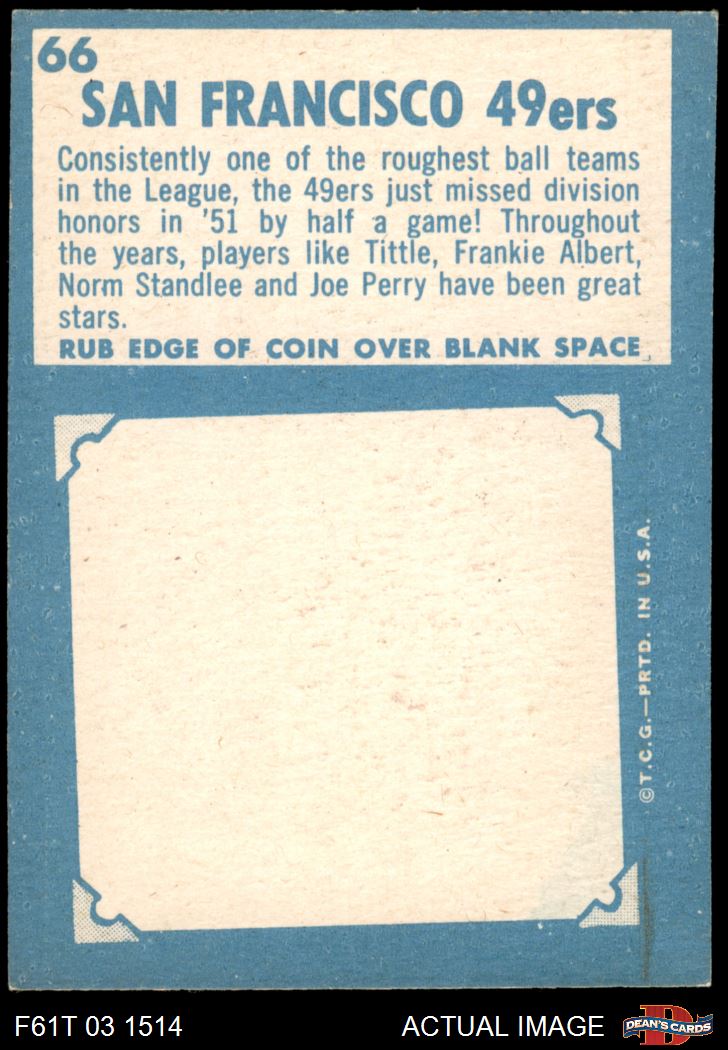 66
SAN FRANCISCO 49ers
Consistently one of the roughest ball teams
in the League, the 49ers just missed division
honors in '51 by half a game! Throughout
the years, players like Tittle, Frankie Albert,
Norm Standlee and Joe Perry have been great
stars.
RUB EDGE OF COIN OVER BLANK SPACE
©T.C.G.—PRTD. IN U.S.A.
F61T 03 1514
ACTUAL IMAGE
D
DEAN'S CARDS